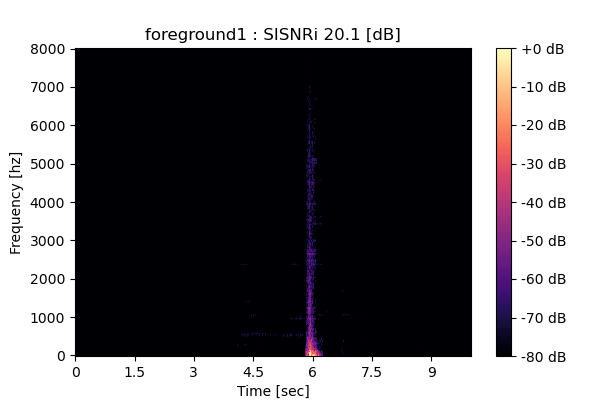 foreground1 : SISNRi 20.1 [dB]
8000
7000
6000
5000
4000
3000
2000
1000
0
Frequency [hz]
0
1.5
3
4.5
6
7.5
9
Time [sec]
+0 dB
-10 dB
-20 dB
-30 dB
-40 dB
-50 dB
-60 dB
-70 dB
-80 dB